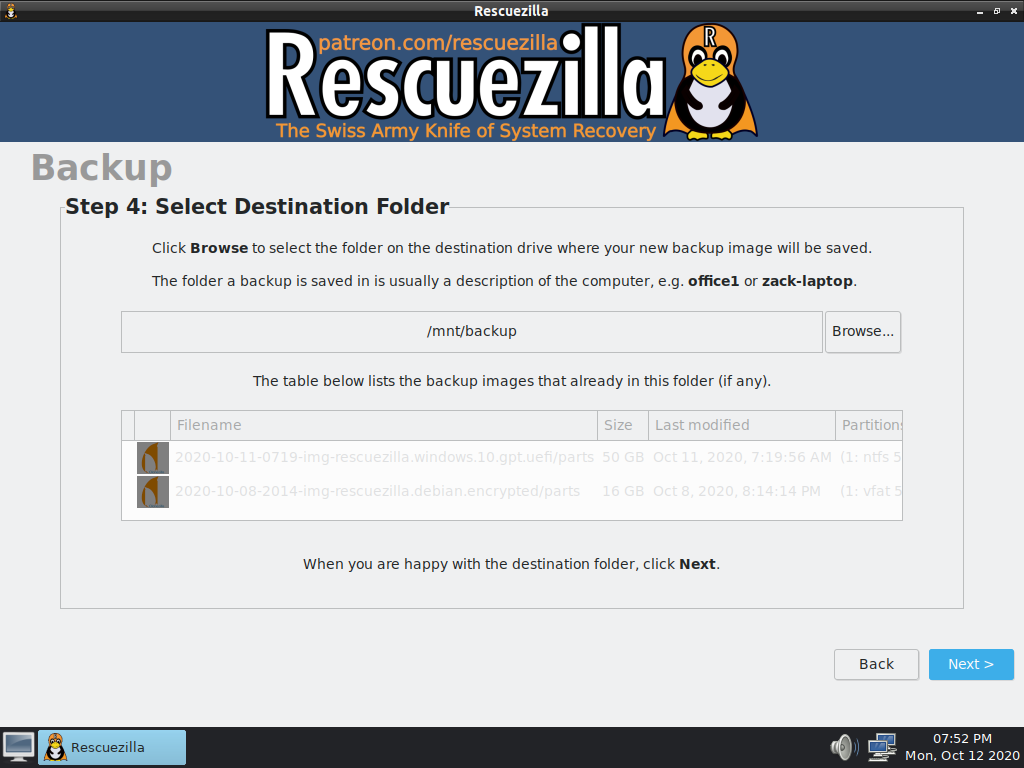 Rescuezilla
patreon.com/rescuezilla
Rescuezilla
R
The Swiss Army Knife of System Recovery
Backup
Step 4: Select Destination Folder
Click Browse to select the folder on the destination drive where your new backup image will be saved.
The folder a backup is saved in is usually a description of the computer, e.g. office1 or zack-laptop.
/mnt/backup Browse...
The table below lists the backup images that already in this folder (if any).
Filename Size Last modified Partitions
2020-10-11-0719-img-rescuezilla.windows.10.gpt.uefi/parts 50 GB Oct 11, 2020, 7:19:56 AM (1: ntfs 5
2020-10-08-2014-img-rescuezilla.debian.encrypted/parts 16 GB Oct 8, 2020, 8:14:14 PM (1: vfat 5
When you are happy with the destination folder, click Next.
Back Next >
Rescuezilla
07:52 PM
Mon, Oct 12 2020